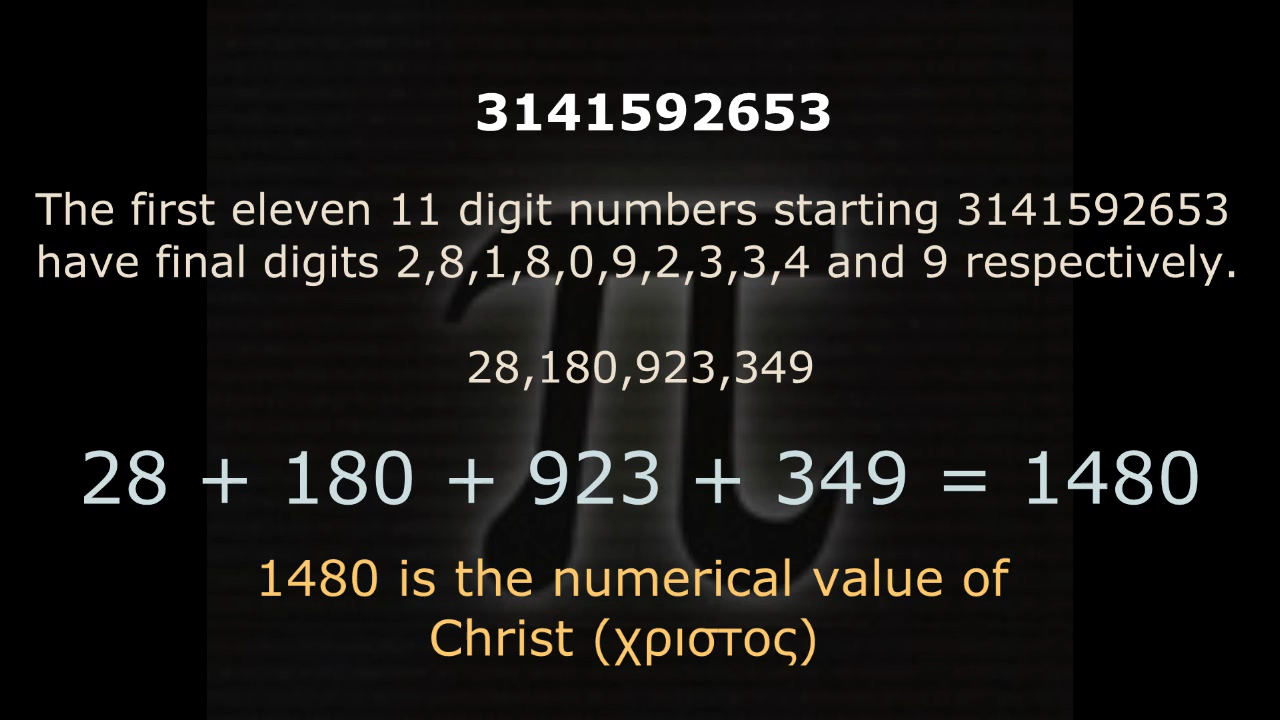 3141592653
The first eleven 11 digit numbers starting 3141592653
have final digits 2,8,1,8,0,9,2,3,3,4 and 9 respectively.
28,180,923,349
28 + 180 + 923 + 349 = 1480
1480 is the numerical value of
Christ (χριστος)